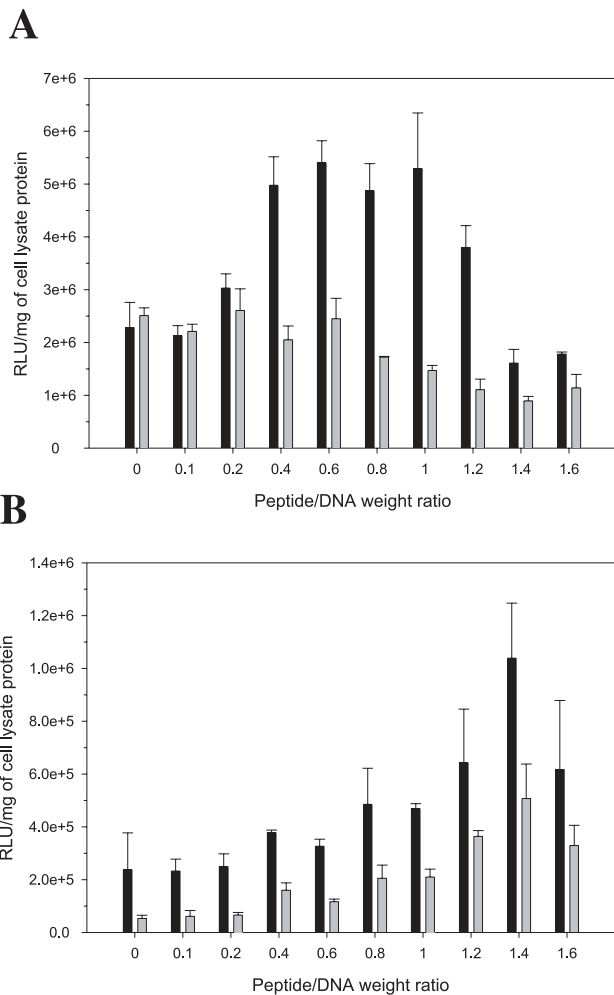 A
7e+6
6e+6
5e+6
4e+6
3e+6
2e+6
1e+6
0
RLU/mg of cell lysate protein
0 0.1 0.2 0.4 0.6 0.8 1 1.2 1.4 1.6
Peptide/DNA weight ratio
B
1.4e+6
1.2e+6
1.0e+6
8.0e+5
6.0e+5
4.0e+5
2.0e+5
0.0
RLU/mg of cell lysate protein
0 0.1 0.2 0.4 0.6 0.8 1 1.2 1.4 1.6
Peptide/DNA weight ratio